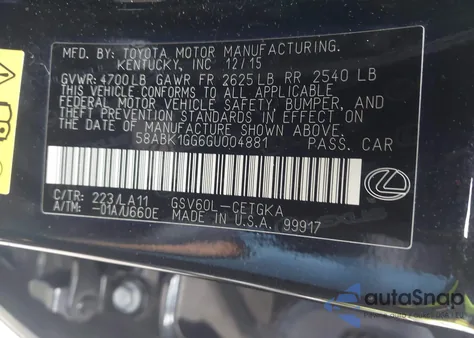 MFD. BY: TOYOTA MOTOR MANUFACTURING.
KENTUCKY, INC 12/15
GVWR: 4700LB GAWR FR 2625LB RR 2540 LB
THIS VEHICLE CONFORMS TO ALL APPLICABLE
FEDERAL MOTOR VEHICLE SAFETY, BUMPER, AND
THEFT PREVENTION STANDARDS IN EFFECT ON
THE DATE OF MANUFACTURE SHOWN ABOVE.
58ABK1GG6GU004881 PASS. CAR
C/TR: 223/LA11 GSV60L-CETGKA
A/TM: -01A/U660E MADE IN U.S.A. 99917
autoSnap